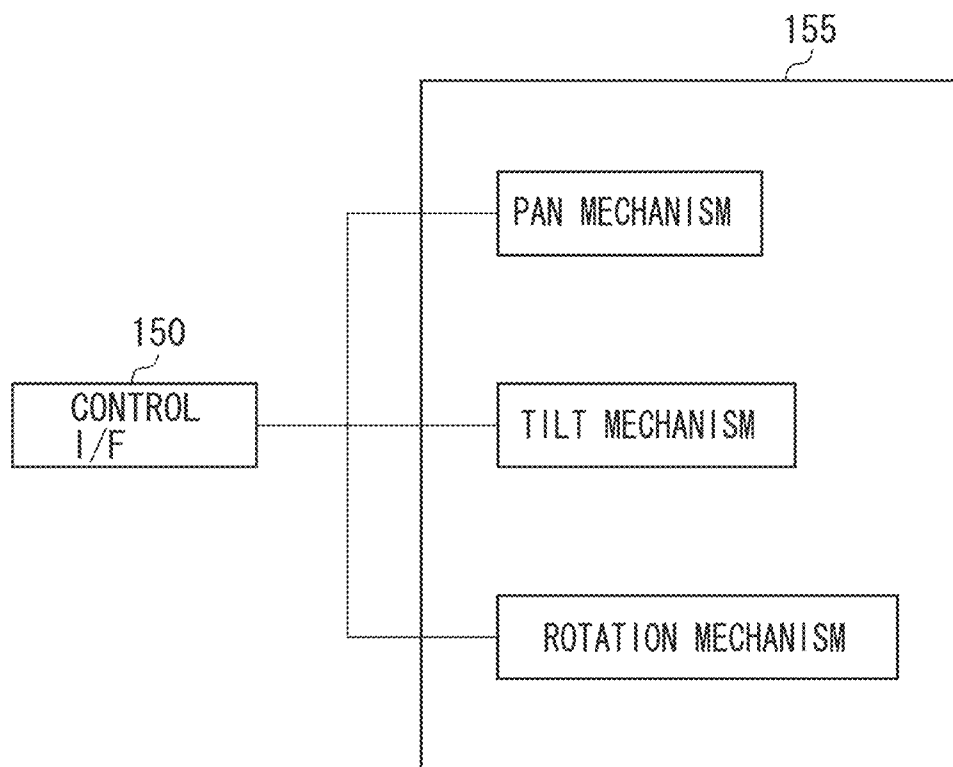 155
PAN MECHANISM
150
CONTROL
I/F
TILT MECHANISM
ROTATION MECHANISM